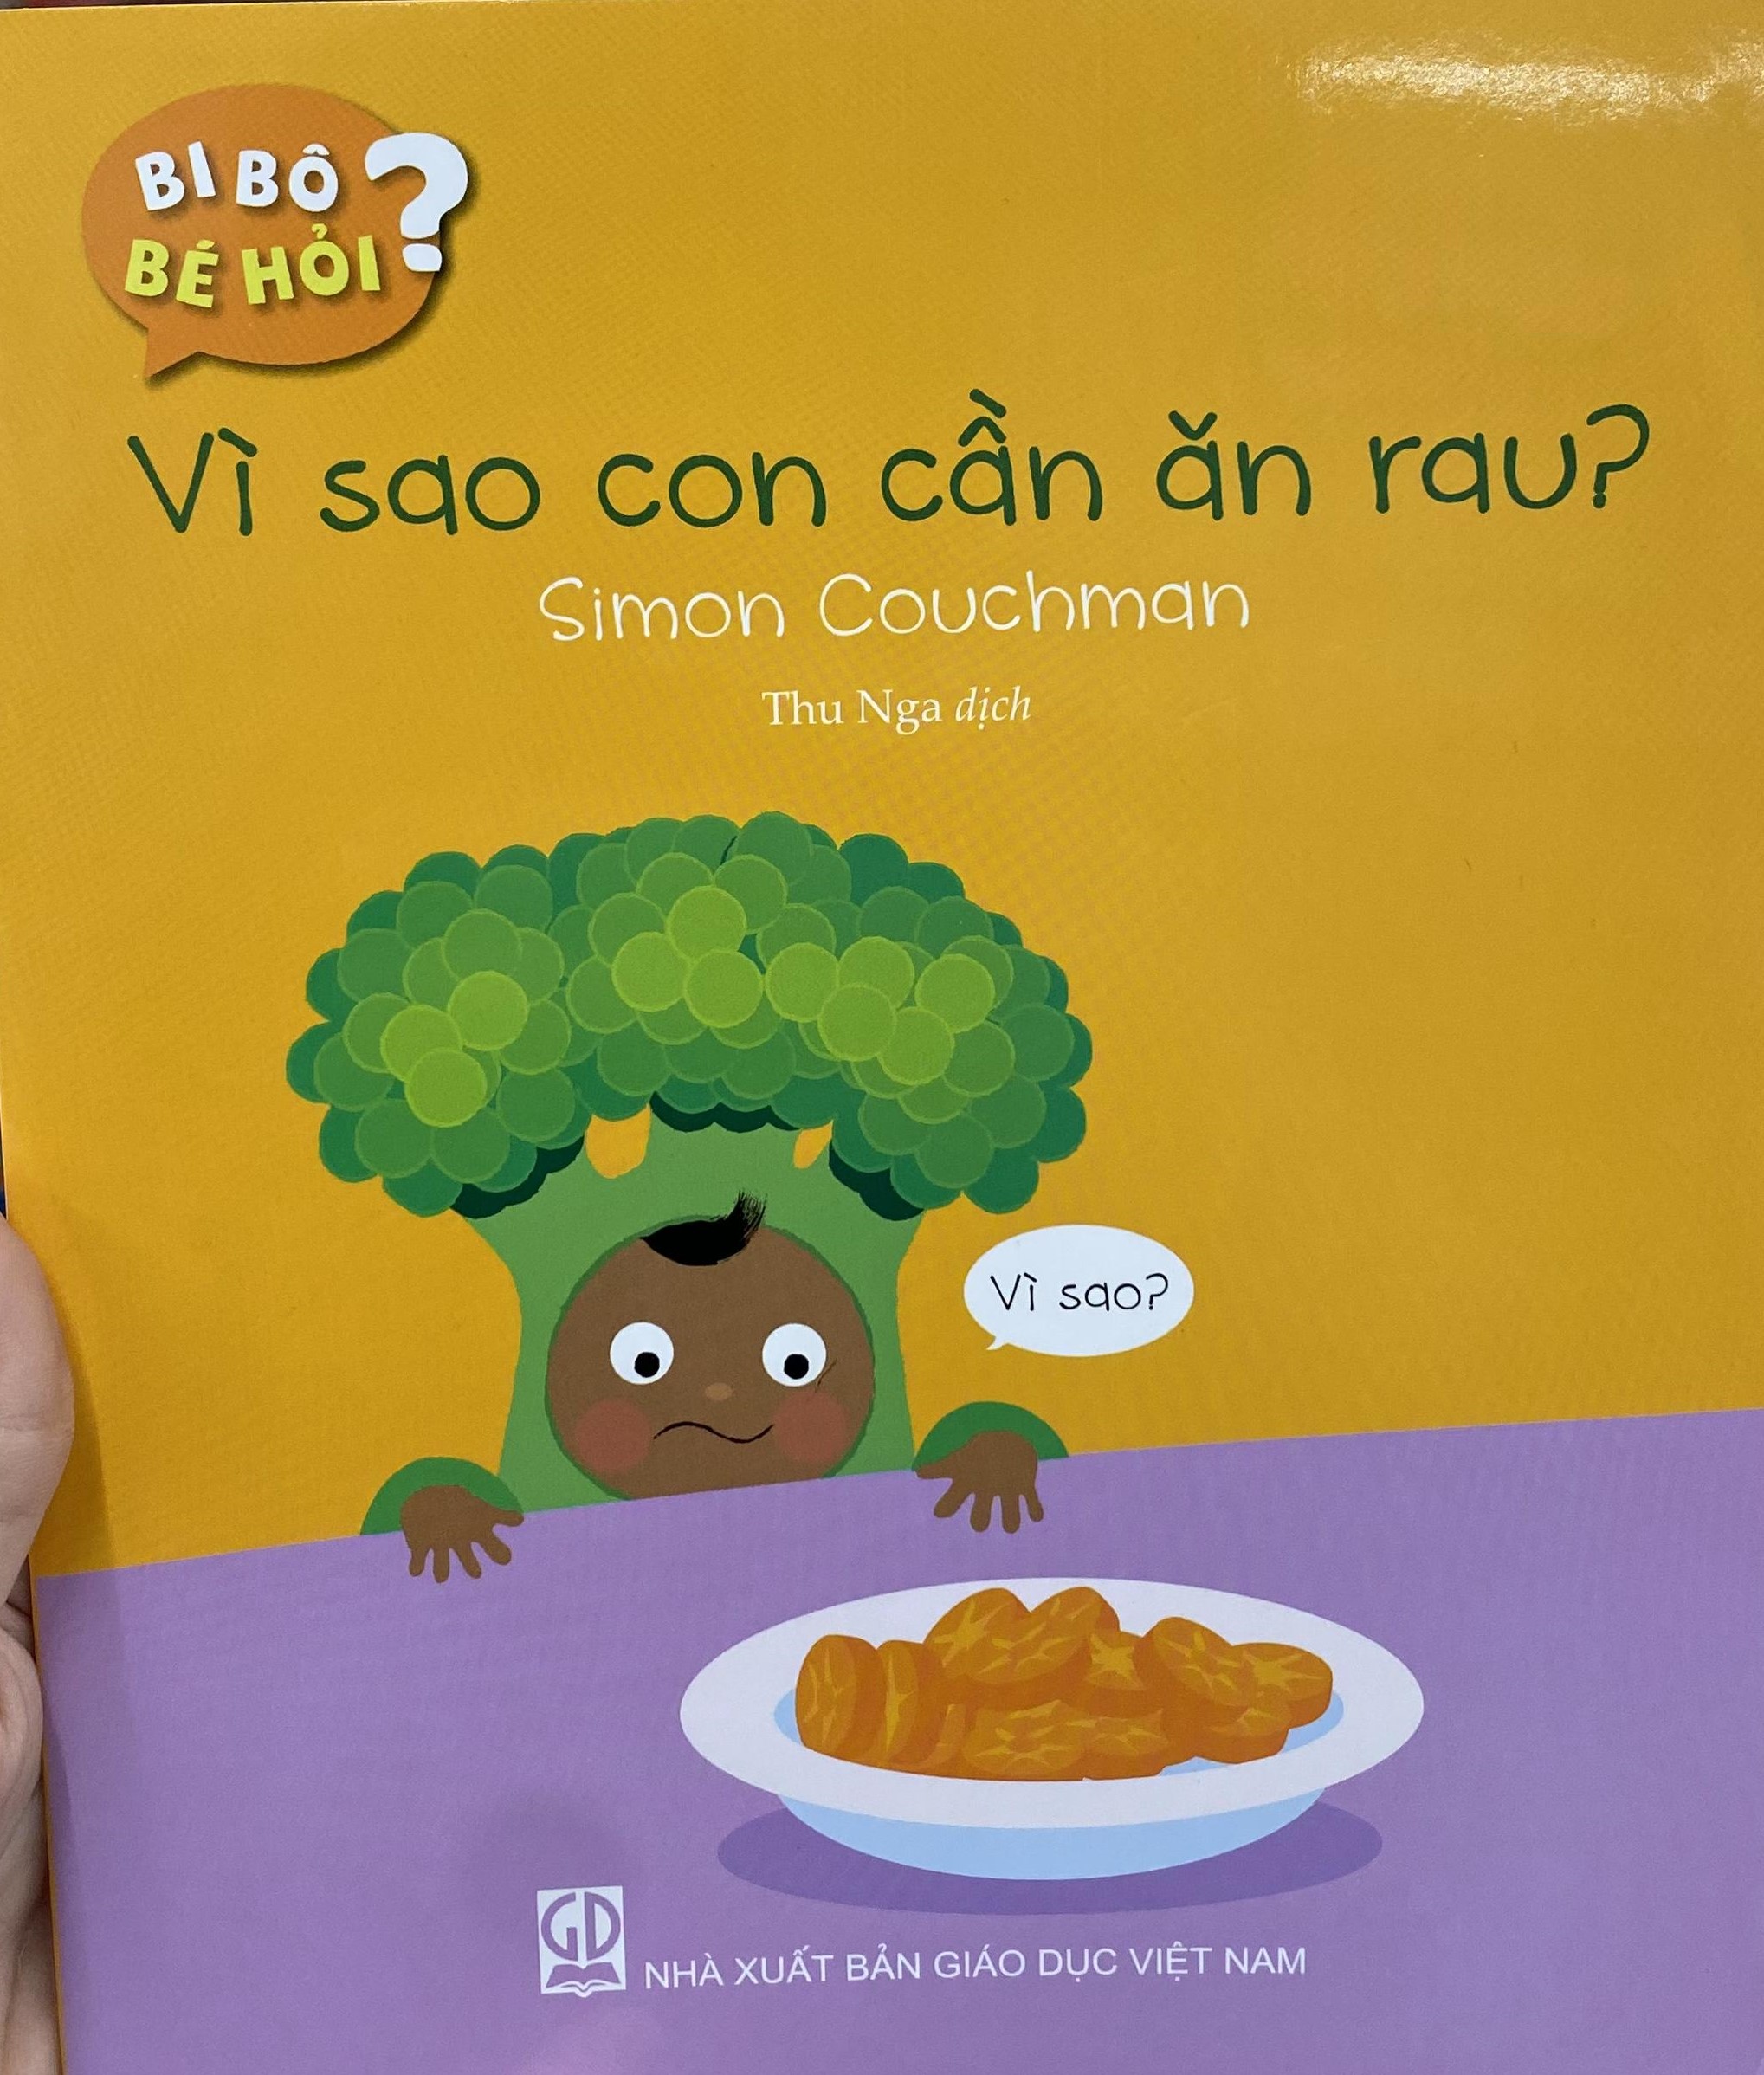 BI BÔ
BÉ HỎI ?
Vì sao con cần ăn rau?
Simon Couchman
Thu Nga dịch
Vì sao?
GD
NHÀ XUẤT BẢN GIÁO DỤC VIỆT NAM